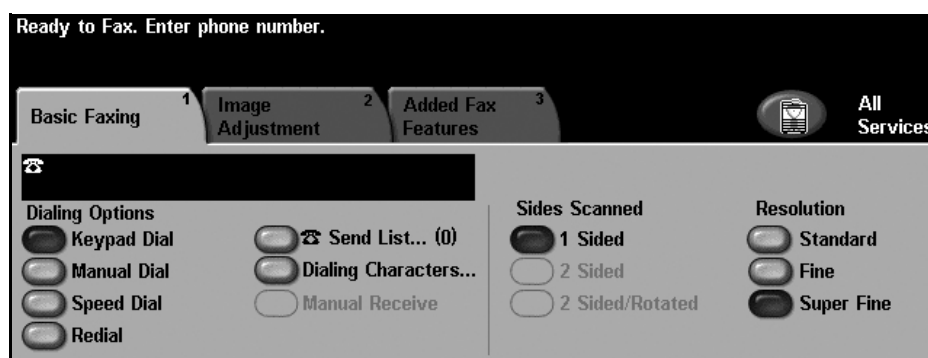 Ready to Fax. Enter phone number.
Basic Faxing 1
Image Adjustment 2
Added Fax Features 3
All Services
Dialing Options
Keypad Dial
Manual Dial
Speed Dial
Redial
Send List... (0)
Dialing Characters...
Manual Receive
Sides Scanned
1 Sided
2 Sided
2 Sided/Rotated
Resolution
Standard
Fine
Super Fine